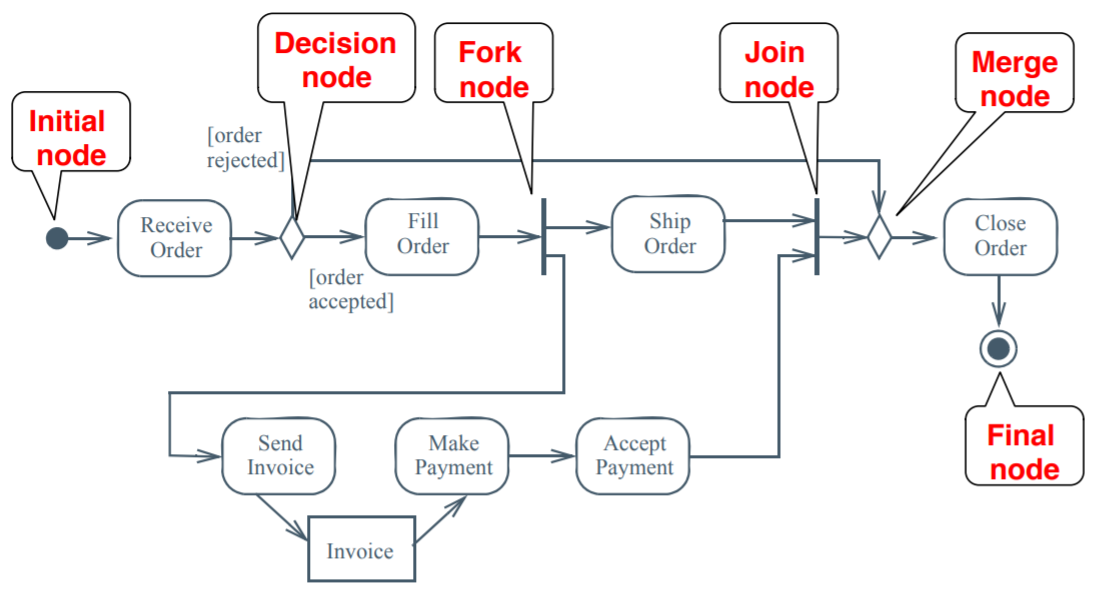 Decision
node
Fork
node
Join
node
Merge
node
Initial
node
[order
rejected]
Receive
Order
Fill
Order
Ship
Order
Close
Order
[order
accepted]
Send
Invoice
Make
Payment
Accept
Payment
Final
node
Invoice